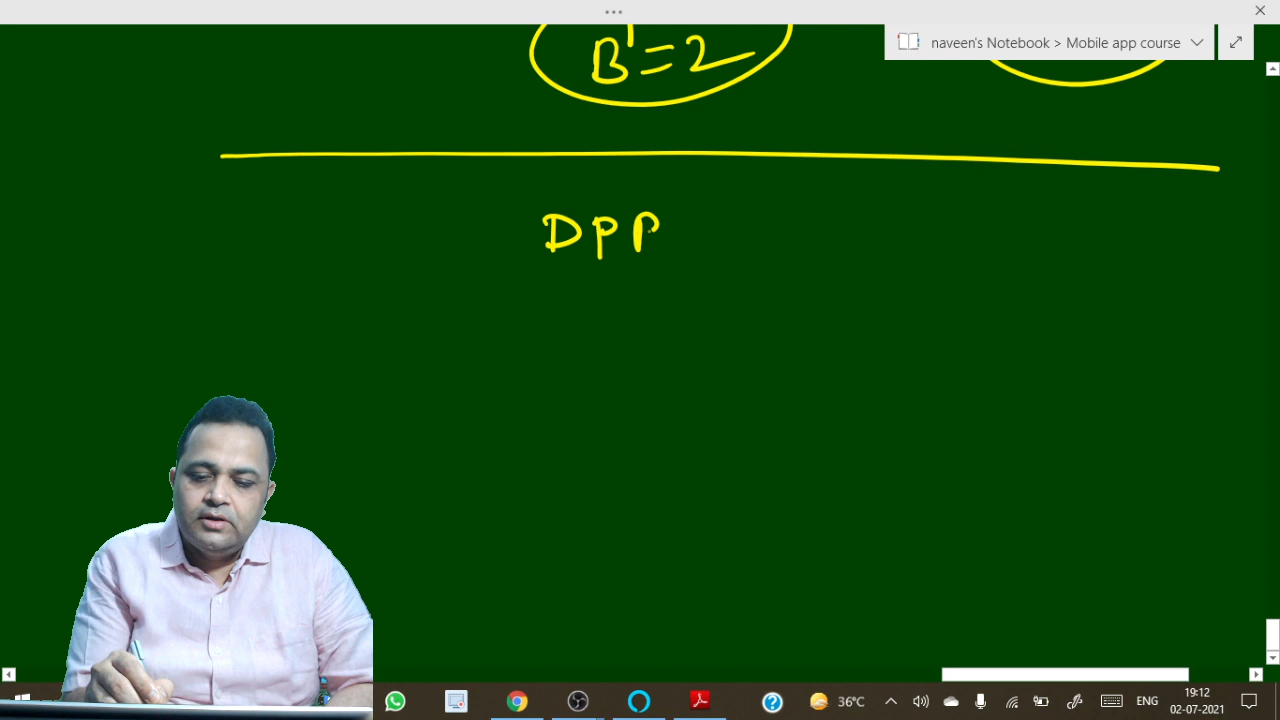 naveen's Notebook > Mobile app course
B' = 2
DPP
36°C
ENG
19:12
02-07-2021